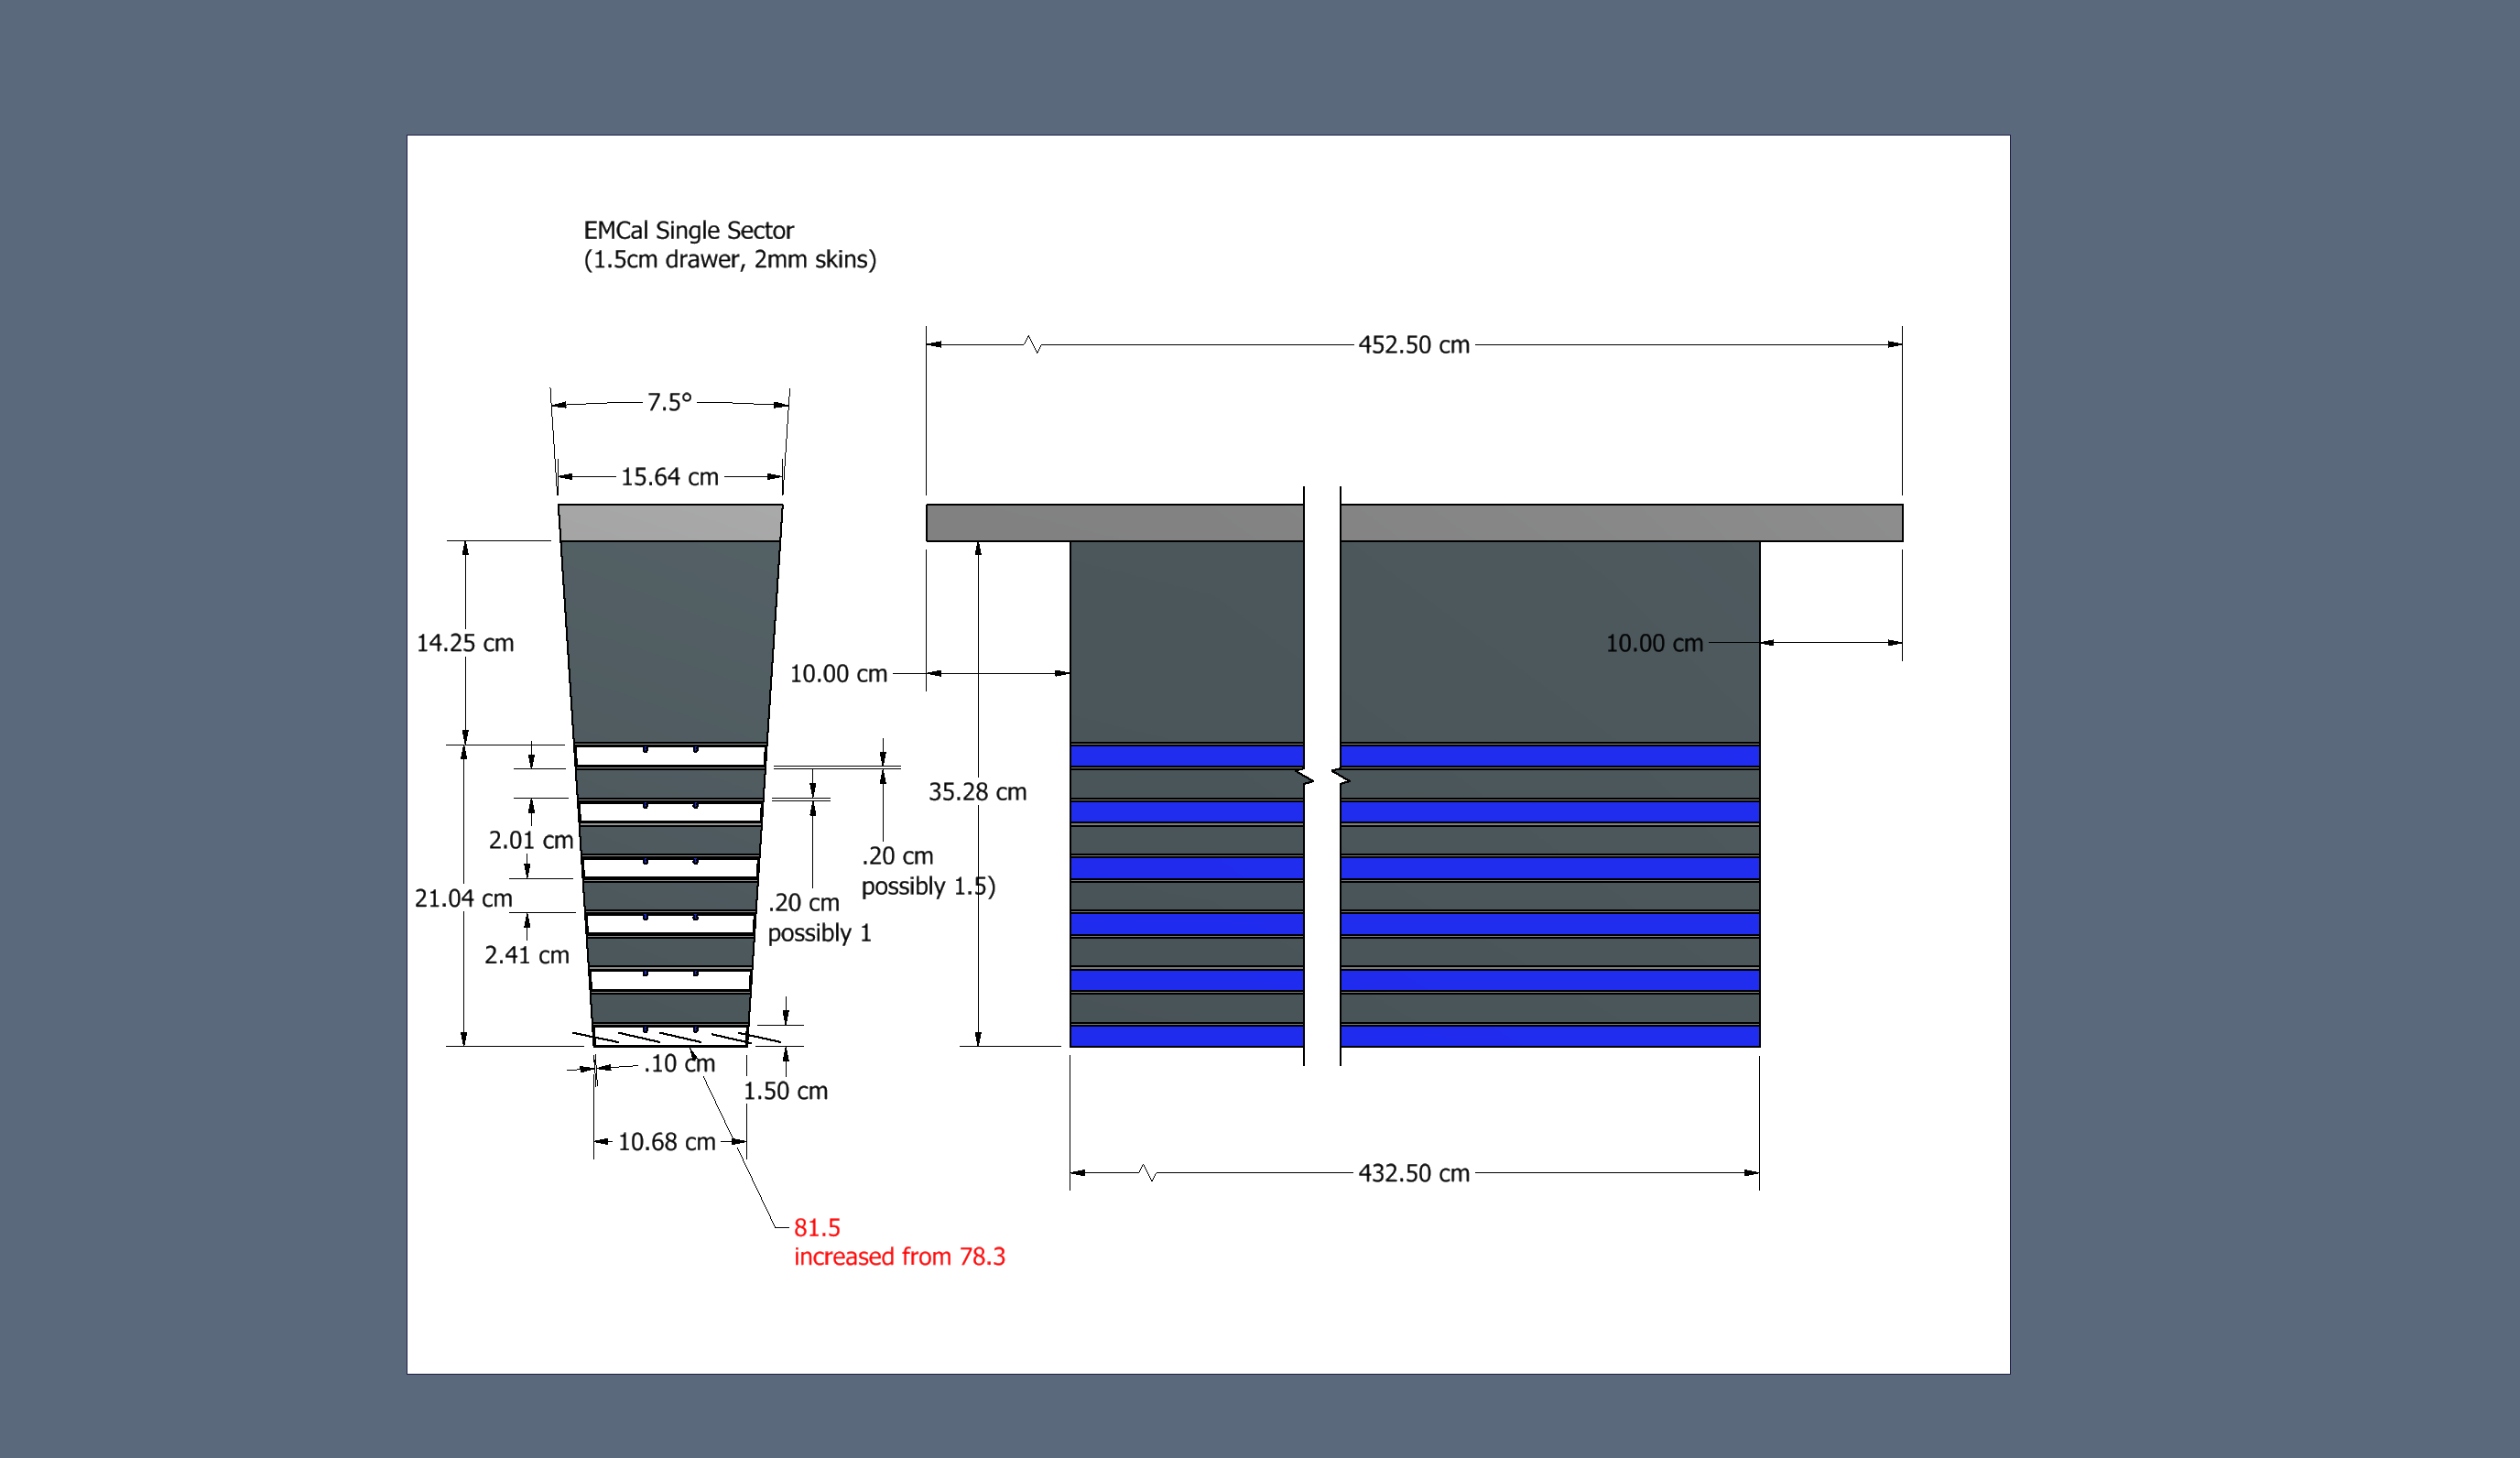 EMCal Single Sector
(1.5cm drawer, 2mm skins)
452.50 cm
7.5°
15.64 cm
14.25 cm
10.00 cm
10.00 cm
35.28 cm
2.01 cm
.20 cm
possibly 1.5)
21.04 cm
.20 cm
possibly 1
2.41 cm
.10 cm
1.50 cm
10.68 cm
432.50 cm
81.5
increased from 78.3